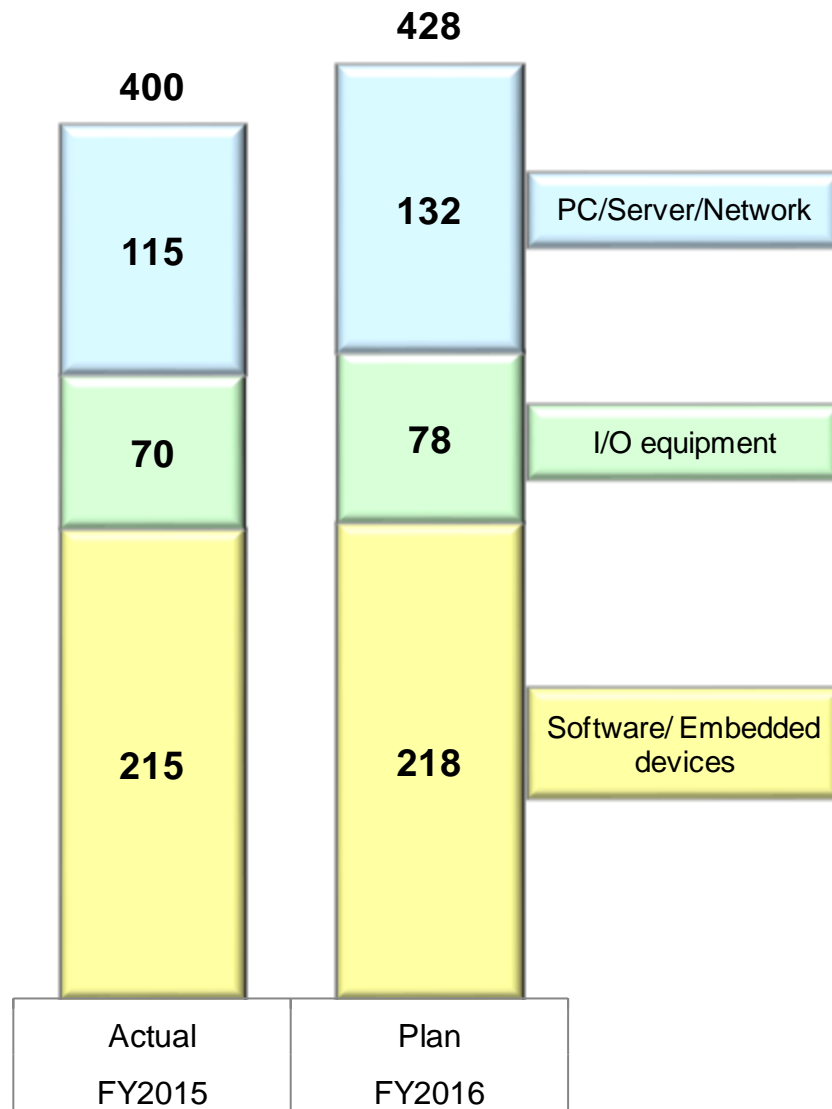 428
400
132
PC/Server/Network
115
78
I/O equipment
70
Software/ Embedded
devices
215
218
Actual
Plan
FY2015
FY2016